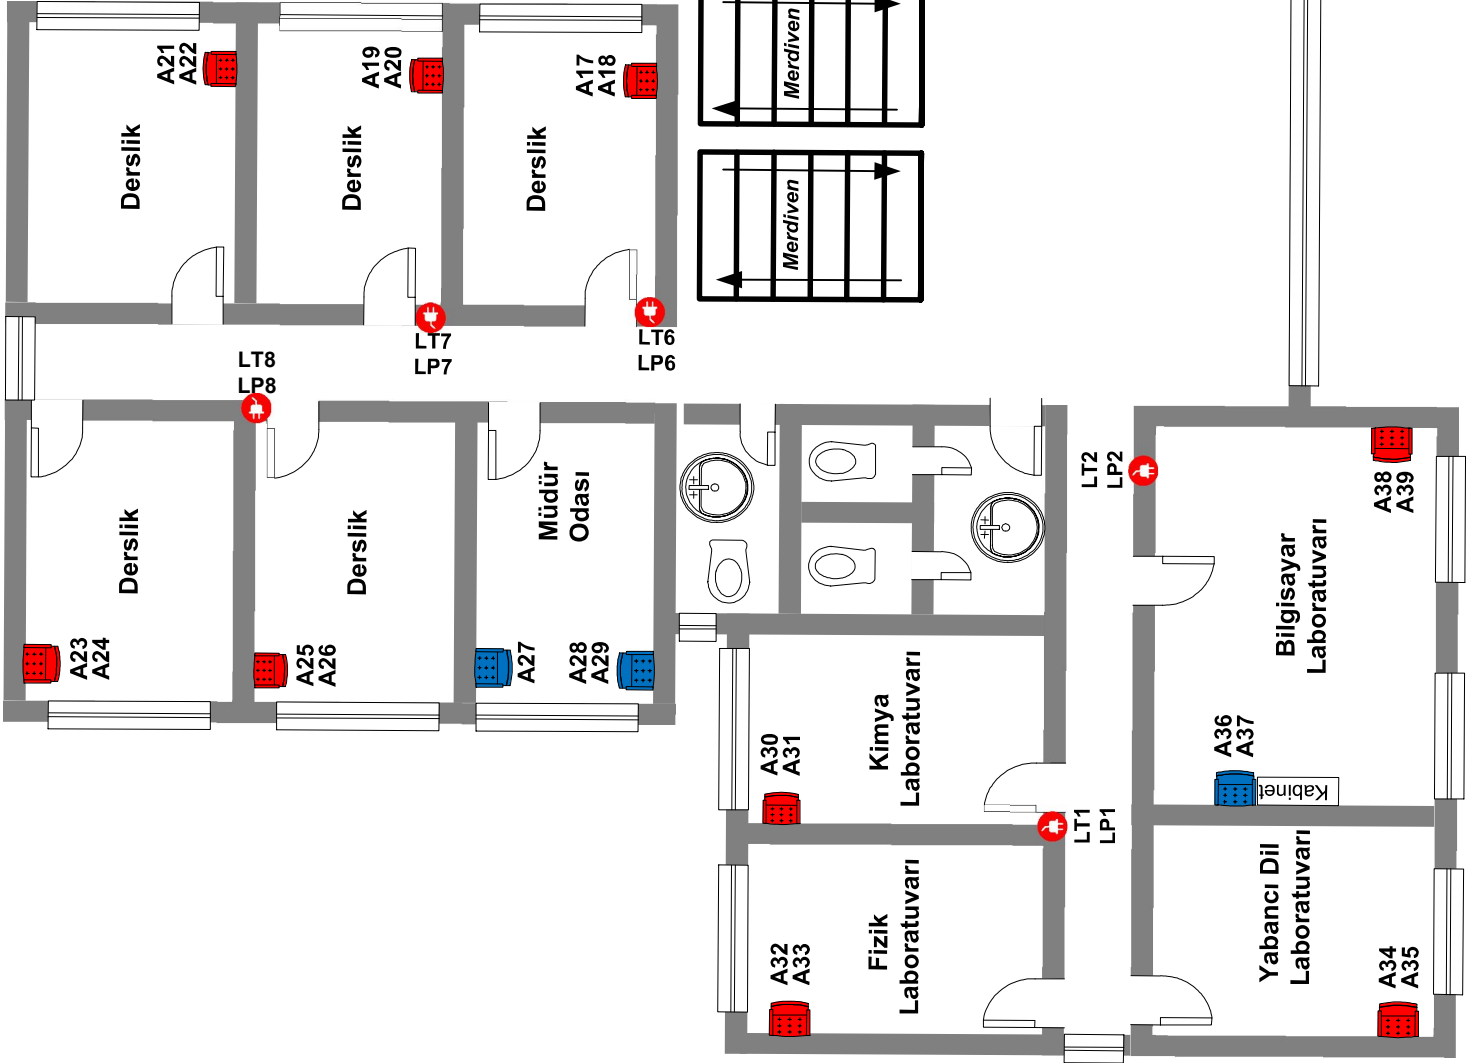 A21
A22
A19
A20
A17
A18
Merdiven
Derslik
Derslik
Derslik
Merdiven
LT7
LP7
LT6
LP6
LT8
LP8
Derslik
Derslik
Müdür
Odası
A23
A24
A25
A26
A27
A28
A29
LT2
LP2
A38
A39
Bilgisayar
Laboratuvarı
A30
A31
Kimya
Laboratuvarı
A36
A37
Kabinet
LT1
LP1
A32
A33
Fizik
Laboratuvarı
Yabancı Dil
Laboratuvarı
A34
A35